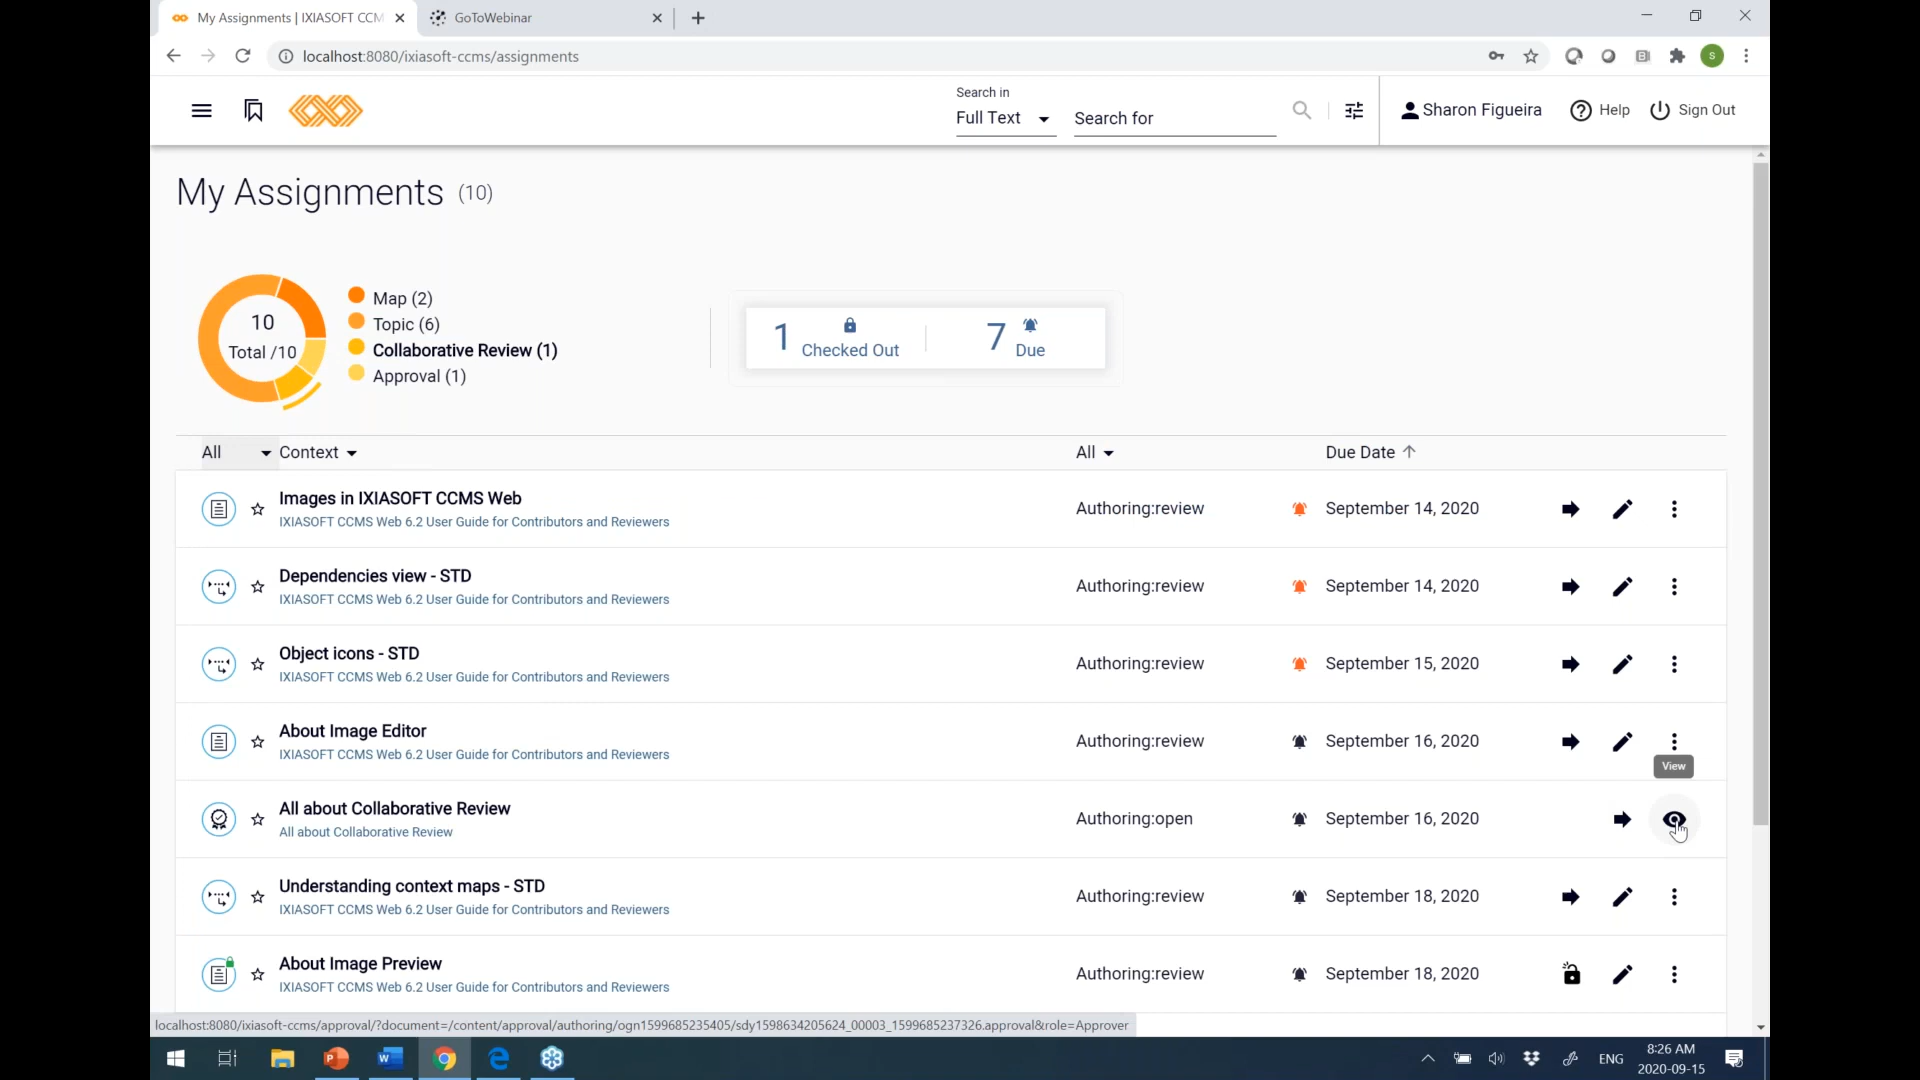 My Assignments | IXIASOFT CCM
GoToWebinar
S
localhost:8080/ixiasoft-ccms/assignments
Search in
Full Text
Search for
Sharon Figueira
Help
Sign Out
My Assignments (10)
10
Total /10
Map (2)
Topic (6)
Collaborative Review (1)
Approval (1)
1 Checked Out
7 Due
All Context All Due Date
Images in IXIASOFT CCMS Web
IXIASOFT CCMS Web 6.2 User Guide for Contributors and Reviewers
Authoring:review September 14, 2020
Dependencies view - STD
IXIASOFT CCMS Web 6.2 User Guide for Contributors and Reviewers
Authoring:review September 14, 2020
Object icons - STD
IXIASOFT CCMS Web 6.2 User Guide for Contributors and Reviewers
Authoring:review September 15, 2020
About Image Editor
IXIASOFT CCMS Web 6.2 User Guide for Contributors and Reviewers
Authoring:review September 16, 2020
View
All about Collaborative Review
All about Collaborative Review
Authoring:open September 16, 2020
Understanding context maps - STD
IXIASOFT CCMS Web 6.2 User Guide for Contributors and Reviewers
Authoring:review September 18, 2020
About Image Preview
IXIASOFT CCMS Web 6.2 User Guide for Contributors and Reviewers
Authoring:review September 18, 2020
localhost:8080/ixiasoft-ccms/approval/?document=/content/approval/authoring/ogn1599685235405/sdy1598634205624_00003_1599685237326.approval&role=Approver
ENG
8:26 AM
2020-09-15